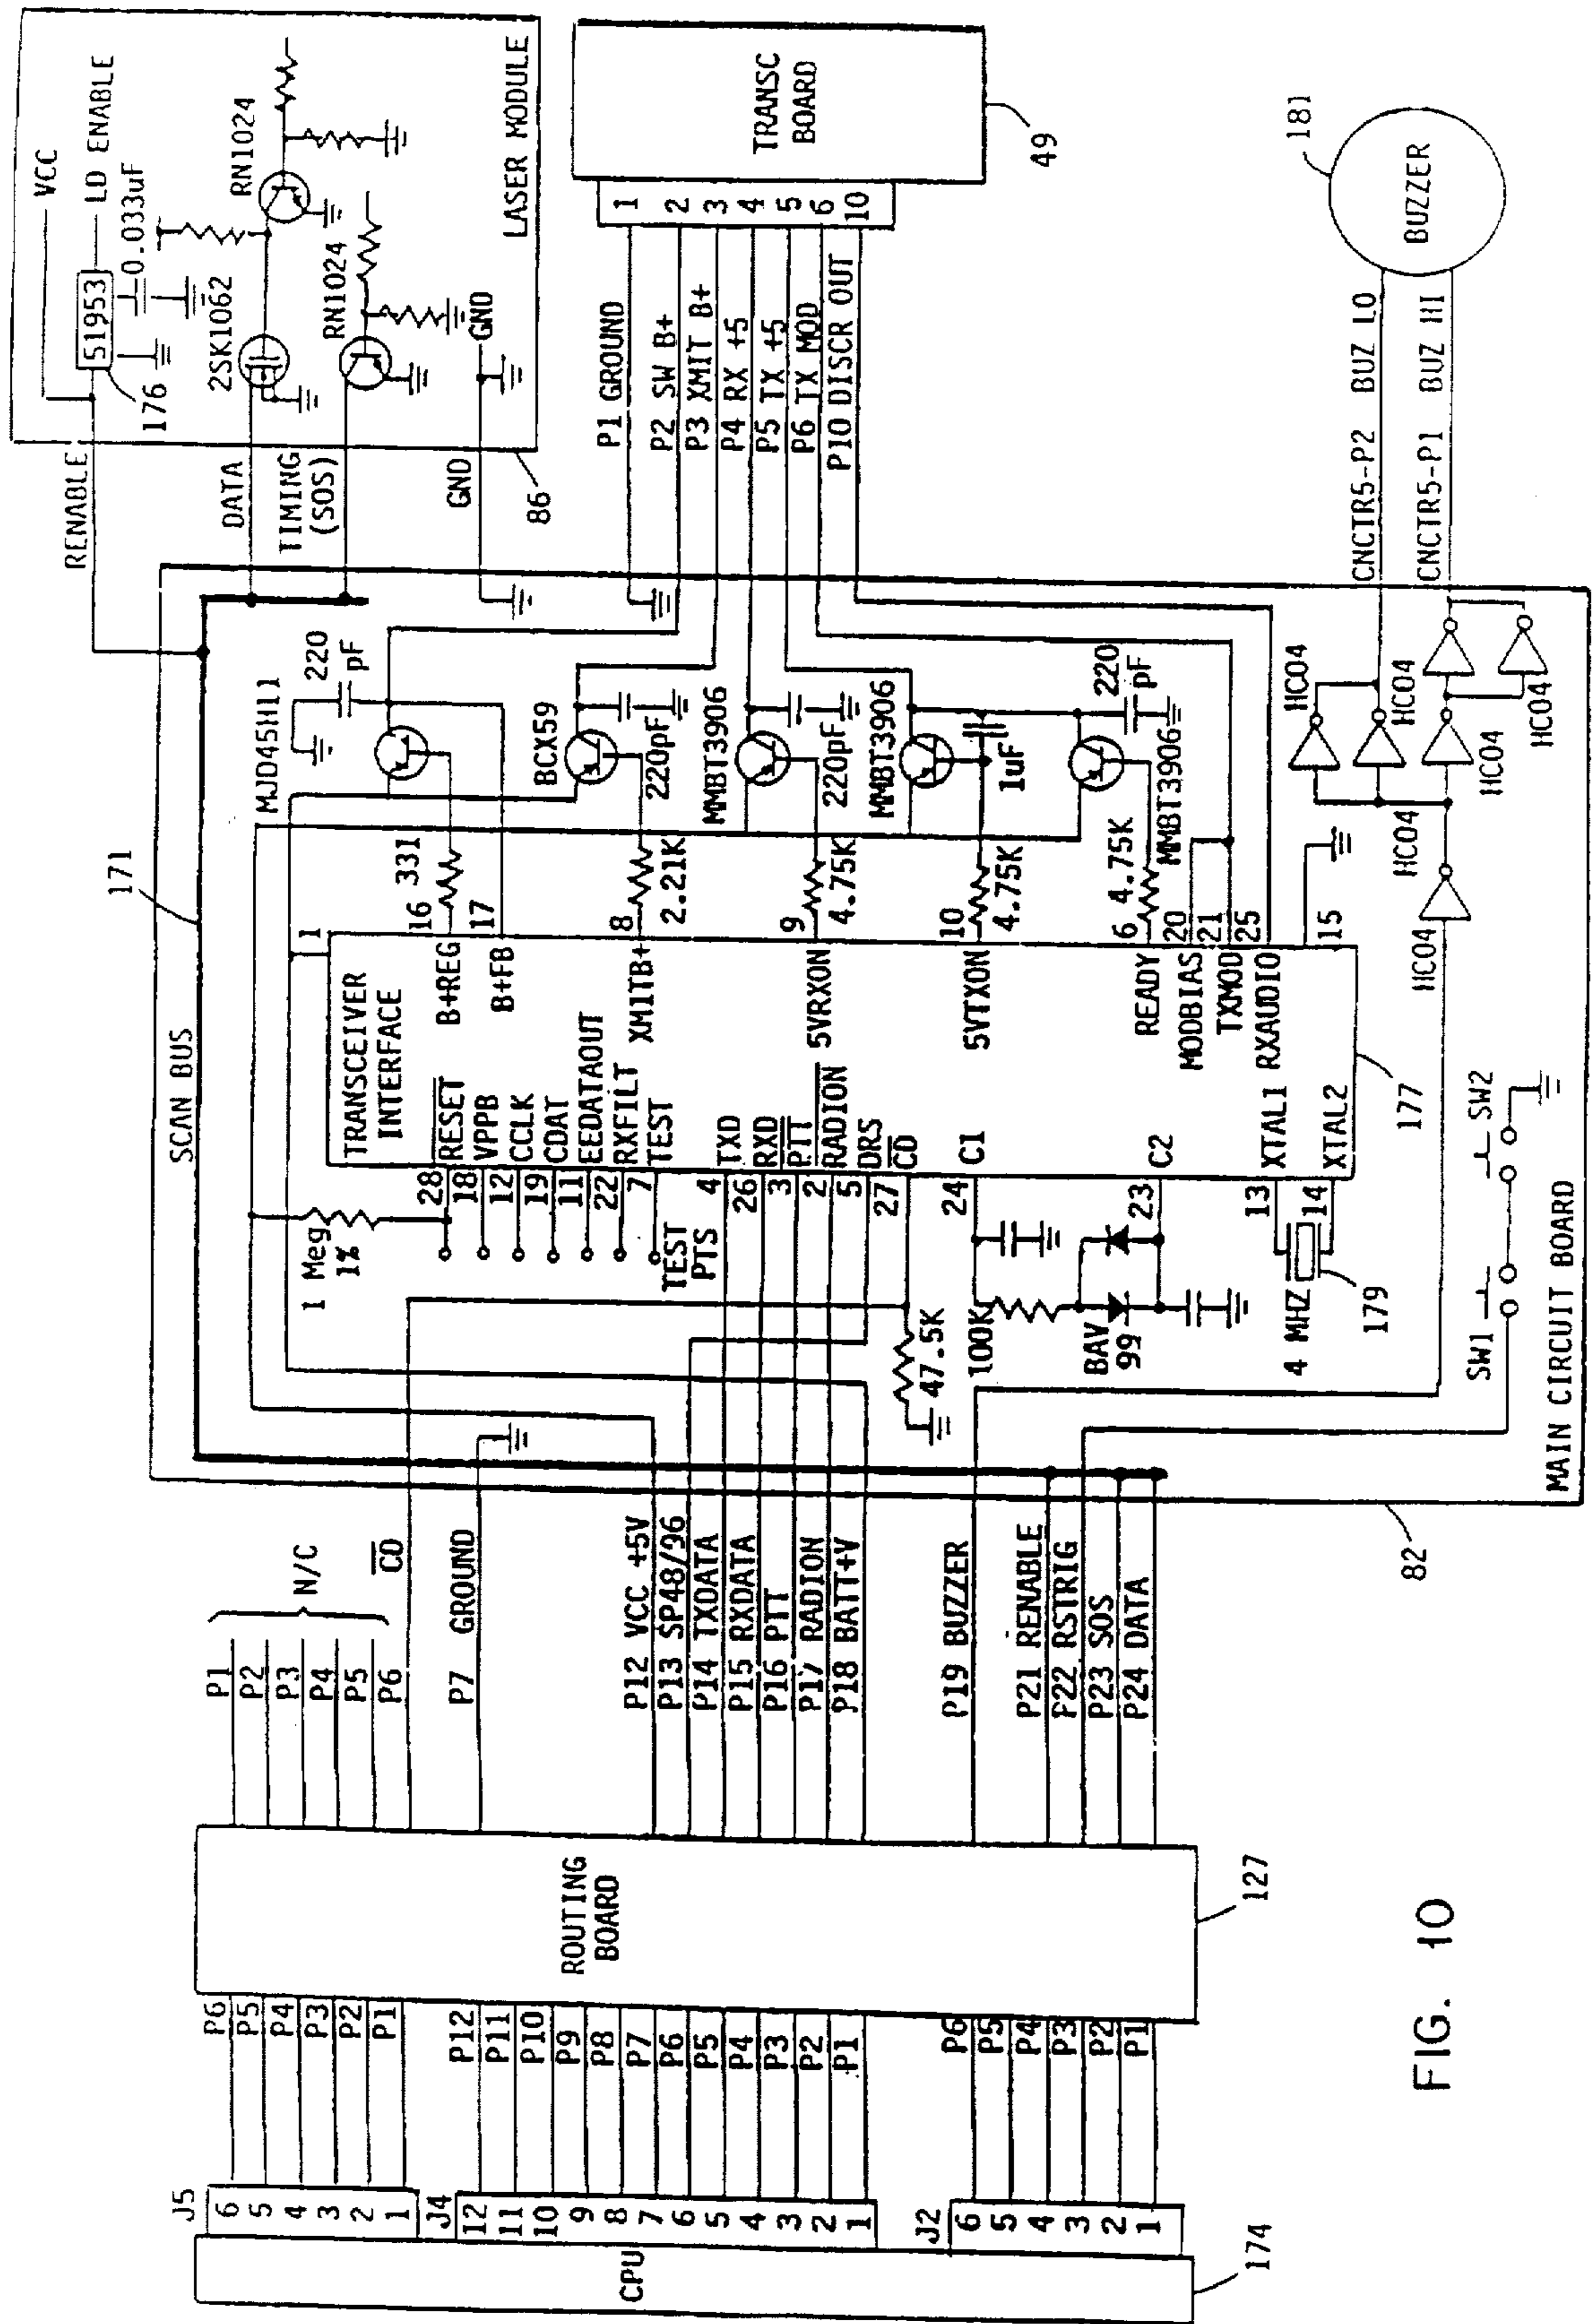 CPU
174
J5
6
5
4
3
2
1
J4
12
11
10
9
8
7
6
5
4
3
2
1
J2
6
5
4
3
2
1
P6
P5
P4
P3
P2
P1
P12
P11
P10
P9
P8
P7
P6
P5
P4
P3
P2
P1
P6
P5
P4
P3
P2
P1
ROUTING
BOARD
127
P1
P2
P3
P4
P5
P6
N/C
CD
P7 GROUND
P12 VCC +5V
P13 SP48/96
P14 TXDATA
P15 RXDATA
P16 PTT
P17 RADION
P18 BATT+V
P19 BUZZER
P21 RENABLE
P22 RSTRIG
P23 SOS
P24 DATA
82
MAIN CIRCUIT BOARD
SCAN BUS
171
1 Meg
1%
28
18
12
19
11
22
7
TEST
PTS
4
26
3
2
5
27
24
23
13
14
47.5K
100K
BAV
99
4 MHZ
179
SW1
SW2
TRANSCEIVER
INTERFACE
RESET
VPPB
CCLK
CDAT
EEDATAOUT
RXFILT
TEST
TXD
RXD
PTT
RADION
DRS
CD
C1
C2
XTAL1
XTAL2
177
B+REG
B+FB
XMITB+
5VRXON
5VTXON
READY
MODBIAS
TXMOD
RXAUDIO
1
16
17
8
9
10
6
20
21
25
15
331
2.21K
4.75K
4.75K
4.75K
MJD45H11
220
pF
BCX59
220pF
MMBT3906
220pF
MMBT3906
1uF
MMBT3906
220
pF
HC04
HC04
HC04
HC04
HC04
HC04
RENABLE
DATA
TIMING
(SOS)
GND
86
VCC
51953
LD ENABLE
0.033uF
176
2SK1062
RN1024
RN1024
GND
LASER MODULE
P1 GROUND
P2 SW B+
P3 XMIT B+
P4 RX +5
P5 TX +5
P6 TX MOD
P10 DISCR OUT
1
2
3
4
5
6
10
TRANSC
BOARD
49
CNCTR5-P2 BUZ LO
CNCTR5-P1 BUZ HI
BUZZER
181
FIG. 10